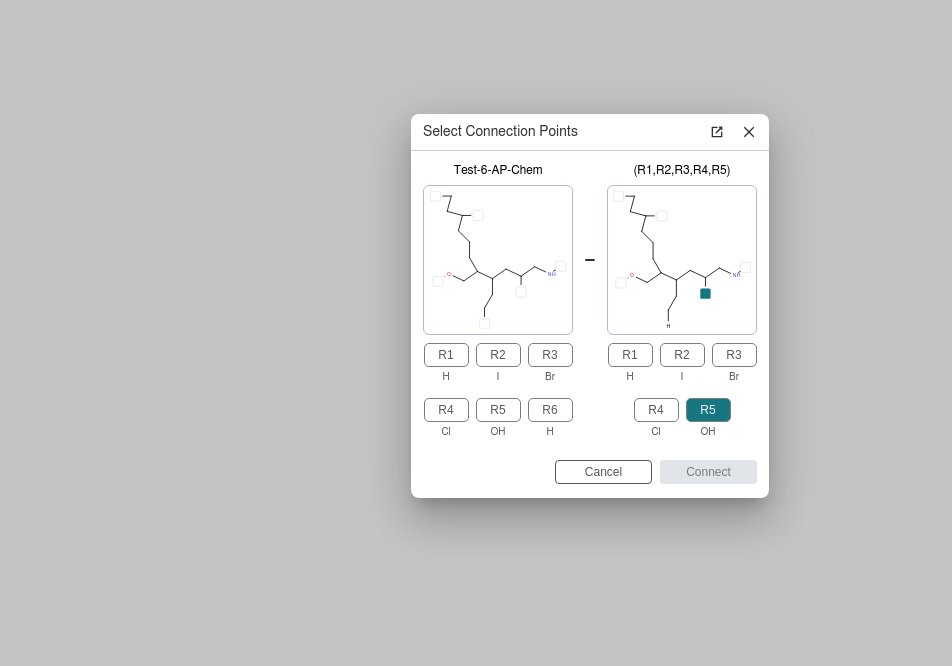 Select Connection Points
Test-6-AP-Chem
(R1,R2,R3,R4,R5)
O
NH
O
NH
H
R1 R2 R3
H I Br
R4 R5 R6
Cl OH H
R1 R2 R3
H I Br
R4 R5
Cl OH
Cancel
Connect